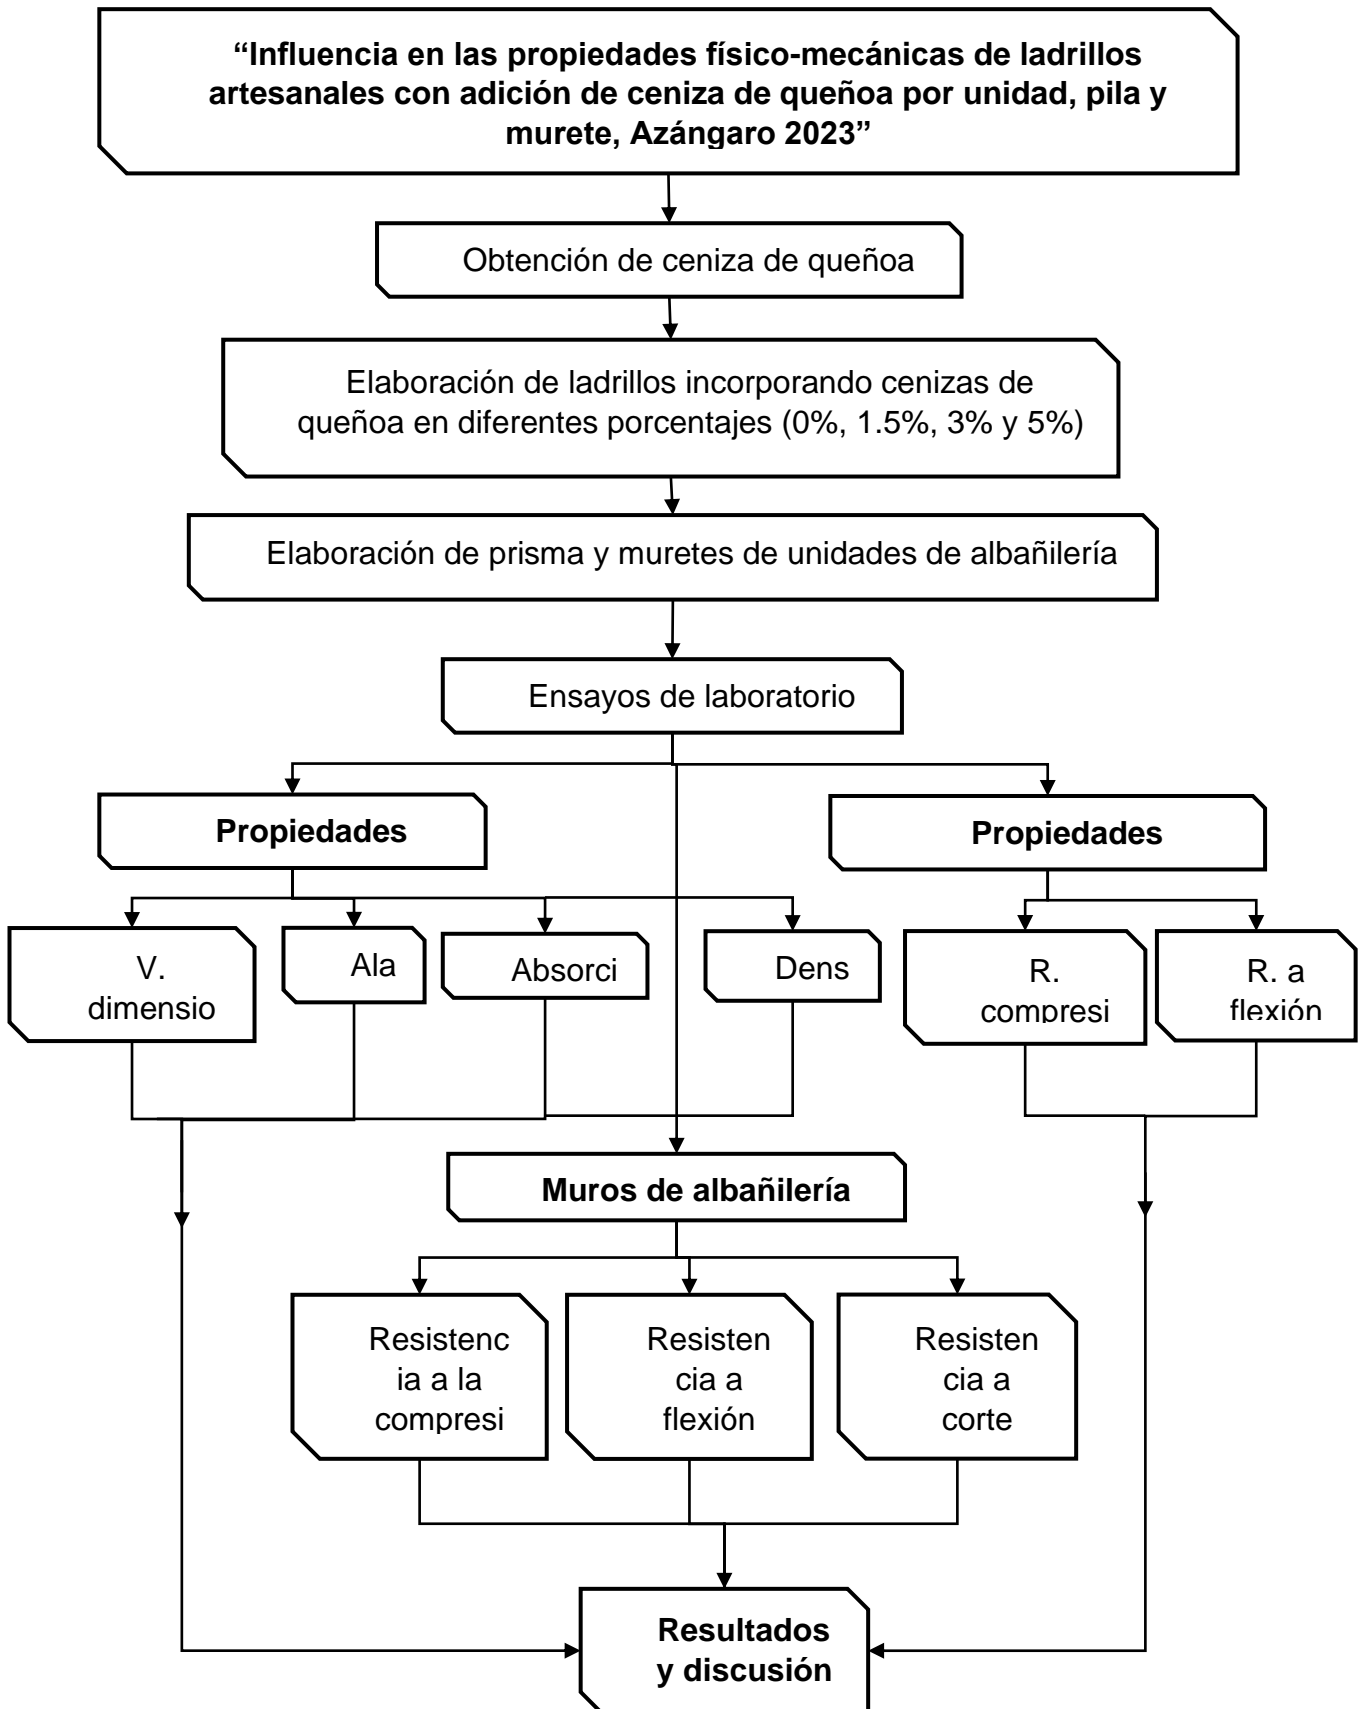 “Influencia en las propiedades físico-mecánicas de ladrillos
artesanales con adición de ceniza de queñoa por unidad, pila y
murete, Azángaro 2023”
Obtención de ceniza de queñoa
Elaboración de ladrillos incorporando cenizas de
queñoa en diferentes porcentajes (0%, 1.5%, 3% y 5%)
Elaboración de prisma y muretes de unidades de albañilería
Ensayos de laboratorio
Propiedades
Propiedades
V.
dimensio
Ala
Absorci
Dens
R.
compresi
R. a
flexión
Muros de albañilería
Resistenc
ia a la
compresi
Resisten
cia a
flexión
Resisten
cia a
corte
Resultados
y discusión